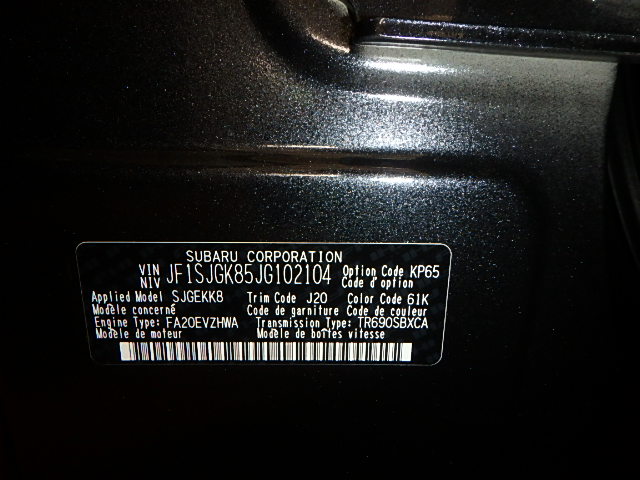 SUBARU CORPORATION
VIN NIV JF1SJGK85JG102104 Option Code KP65
Code d'option
Applied Model SJGEKK8 Trim Code J20 Color Code 61K
Modèle concerné Code de garniture Code de couleur
Engine Type: FA20EVZHWA Transmission Type: TR690SBXCA
Modèle de moteur Modèle de boîtes vitesse